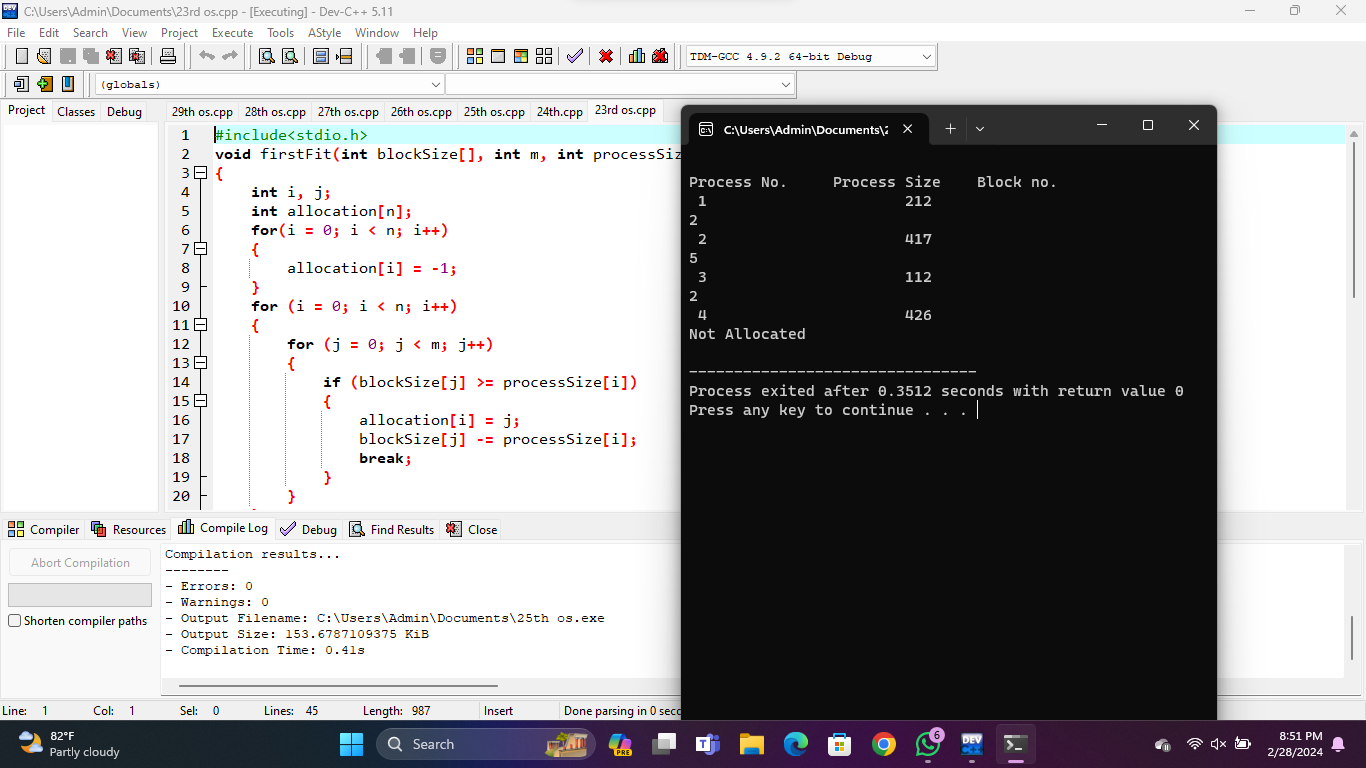 C:\Users\Admin\Documents\23rd os.cpp - [Executing] - Dev-C++ 5.11
File Edit Search View Project Execute Tools AStyle Window Help
TDM-GCC 4.9.2 64-bit Debug
(globals)
Project Classes Debug
29th os.cpp 28th os.cpp 27th os.cpp 26th os.cpp 25th os.cpp 24th.cpp 23rd os.cpp
1 #include<stdio.h>
2 void firstFit(int blockSize[], int m, int processSiz
3 {
4 int i, j;
5 int allocation[n];
6 for(i = 0; i < n; i++)
7 {
8 allocation[i] = -1;
9 }
10 for (i = 0; i < n; i++)
11 {
12 for (j = 0; j < m; j++)
13 {
14 if (blockSize[j] >= processSize[i])
15 {
16 allocation[i] = j;
17 blockSize[j] -= processSize[i];
18 break;
19 }
20 }
C:\Users\Admin\Documents\2
Process No. Process Size Block no.
1 212
2
2 417
5
3 112
2
4 426
Not Allocated
--------------------------------
Process exited after 0.3512 seconds with return value 0
Press any key to continue . . .
Compiler Resources Compile Log Debug Find Results Close
Abort Compilation
Shorten compiler paths
Compilation results...
--------
- Errors: 0
- Warnings: 0
- Output Filename: C:\Users\Admin\Documents\25th os.exe
- Output Size: 153.6787109375 KiB
- Compilation Time: 0.41s
Line: 1 Col: 1 Sel: 0 Lines: 45 Length: 987 Insert Done parsing in 0 seco
82°F
Partly cloudy
Search
PRE
DEV
6
8:51 PM
2/28/2024